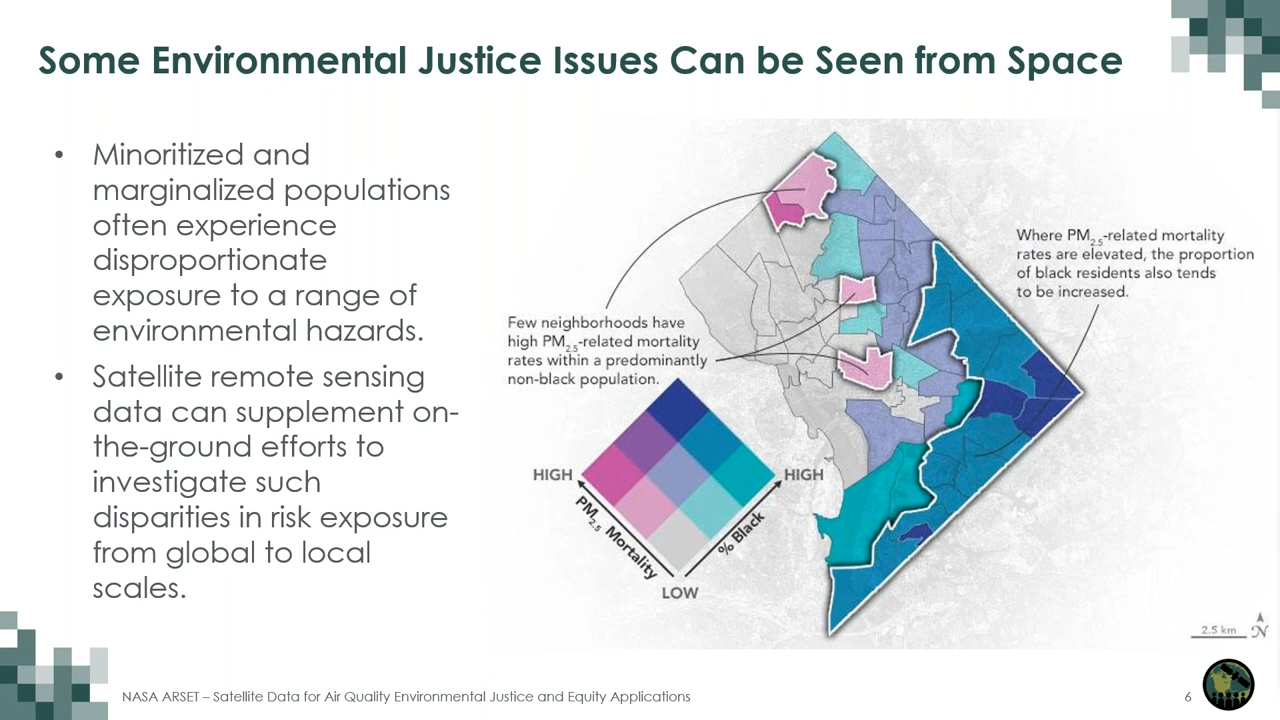 Some Environmental Justice Issues Can be Seen from Space
• Minoritized and
marginalized populations
often experience
disproportionate
exposure to a range of
environmental hazards.
• Satellite remote sensing
data can supplement on-
the-ground efforts to
investigate such
disparities in risk exposure
from global to local
scales.
Few neighborhoods have
high PM2.5-related mortality
rates within a predominantly
non-black population.
Where PM2.5-related mortality
rates are elevated, the proportion
of black residents also tends
to be increased.
HIGH
HIGH
PM2.5 Mortality
% Black
LOW
2.5 km
N
NASA ARSET – Satellite Data for Air Quality Environmental Justice and Equity Applications
6